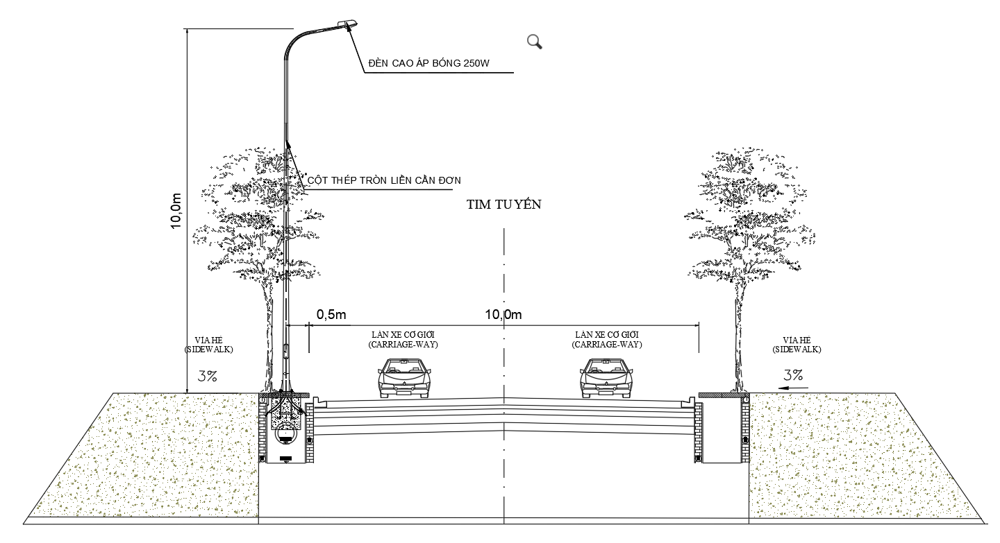 ĐÈN CAO ÁP BÓNG 250W
CỘT THÉP TRÒN LIỀN CẦN ĐƠN
TIM TUYẾN
10,0m
0,5m
10,0m
LÀN XE CƠ GIỚI
(CARRIAGE-WAY)
LÀN XE CƠ GIỚI
(CARRIAGE-WAY)
VỈA HÈ
(SIDEWALK)
VỈA HÈ
(SIDEWALK)
3%
3%